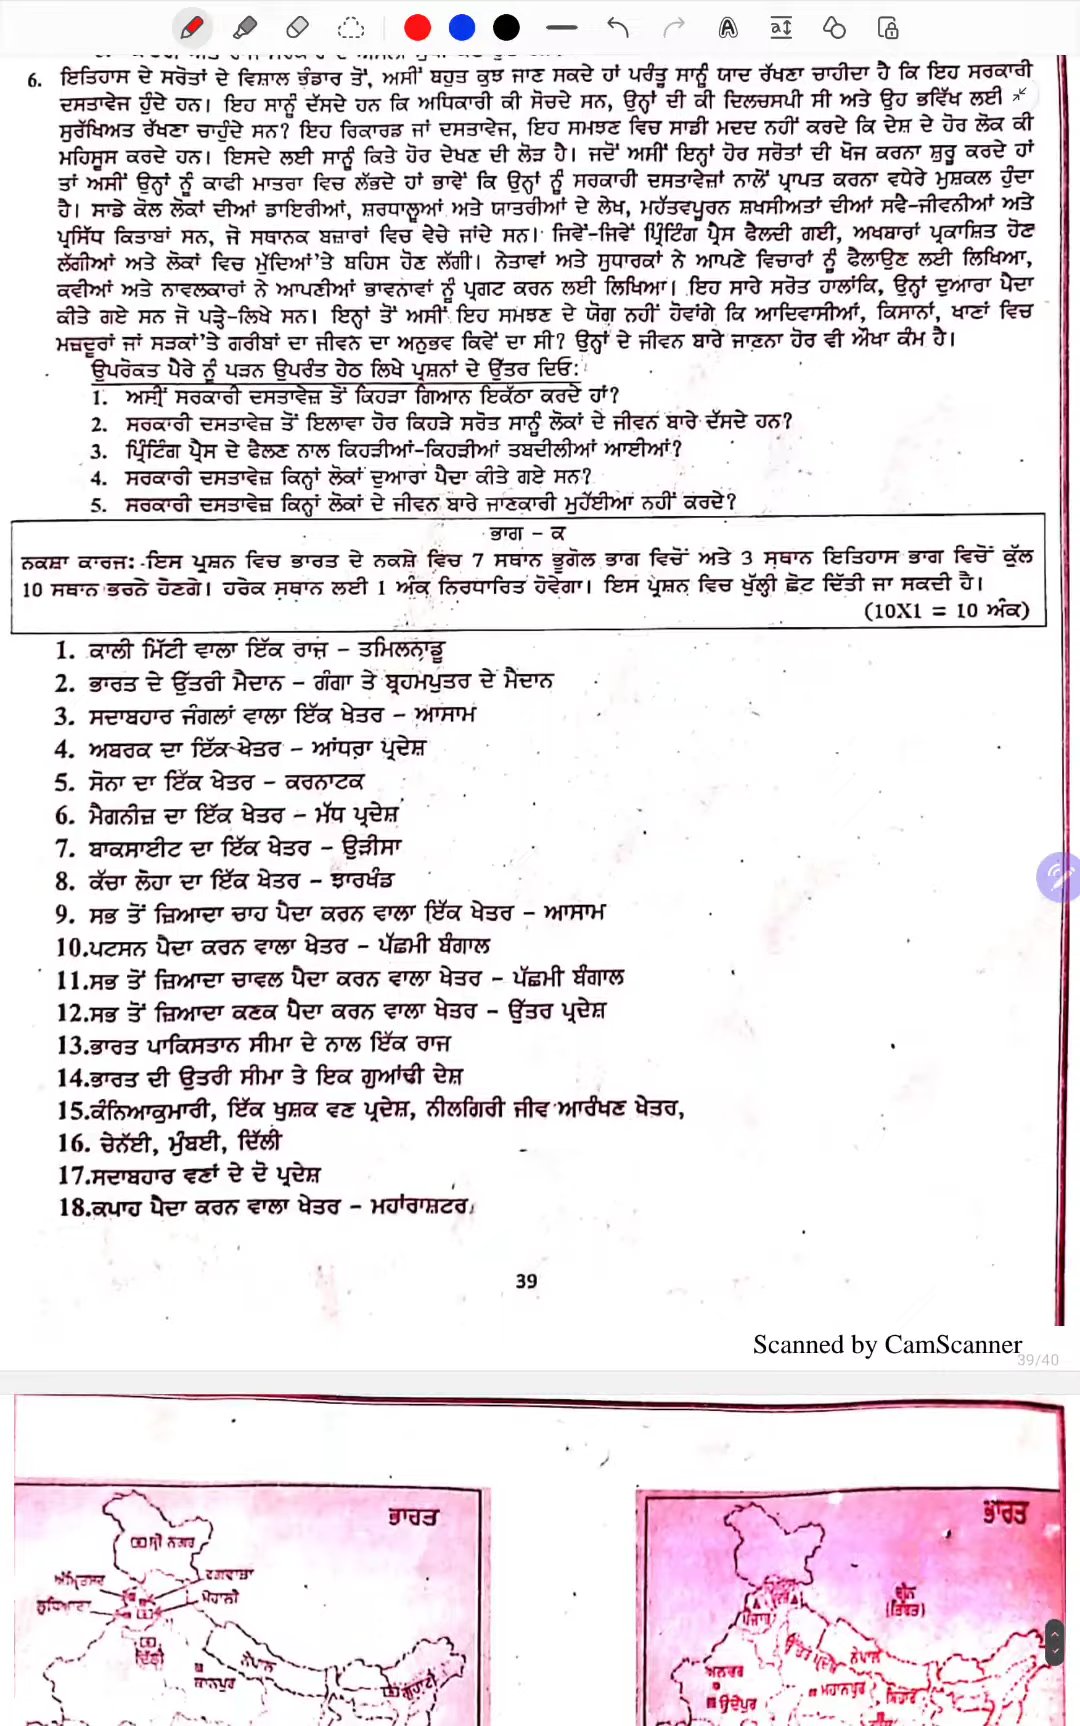 6. ਇਤਿਹਾਸ ਦੇ ਸਰੋਤਾਂ ਦੇ ਵਿਸ਼ਾਲ ਭੰਡਾਰ ਤੋਂ, ਅਸੀਂ ਬਹੁਤ ਕੁਝ ਜਾਣ ਸਕਦੇ ਹਾਂ ਪਰੰਤੂ ਸਾਨੂੰ ਯਾਦ ਰੱਖਣਾ ਚਾਹੀਦਾ ਹੈ ਕਿ ਇਹ ਸਰਕਾਰੀ
ਦਸਤਾਵੇਜ ਹੁੰਦੇ ਹਨ। ਇਹ ਸਾਨੂੰ ਦੱਸਦੇ ਹਨ ਕਿ ਅਧਿਕਾਰੀ ਕੀ ਸੋਚਦੇ ਸਨ, ਉਨ੍ਹਾਂ ਦੀ ਕੀ ਦਿਲਚਸਪੀ ਸੀ ਅਤੇ ਉਹ ਭਵਿੱਖ ਲਈ
ਸੁਰੱਖਿਅਤ ਰੱਖਣਾ ਚਾਹੁੰਦੇ ਸਨ? ਇਹ ਰਿਕਾਰਡ ਜਾਂ ਦਸਤਾਵੇਜ, ਇਹ ਸਮਝਣ ਵਿਚ ਸਾਡੀ ਮਦਦ ਨਹੀਂ ਕਰਦੇ ਕਿ ਦੇਸ਼ ਦੇ ਹੋਰ ਲੋਕ ਕੀ
ਮਹਿਸੂਸ ਕਰਦੇ ਹਨ। ਇਸਦੇ ਲਈ ਸਾਨੂੰ ਕਿਤੇ ਹੋਰ ਦੇਖਣ ਦੀ ਲੋੜ ਹੈ। ਜਦੋਂ ਅਸੀਂ ਇਨ੍ਹਾਂ ਹੋਰ ਸਰੋਤਾਂ ਦੀ ਖੋਜ ਕਰਨਾ ਸ਼ੁਰੂ ਕਰਦੇ ਹਾਂ
ਤਾਂ ਅਸੀਂ ਉਨ੍ਹਾਂ ਨੂੰ ਕਾਫੀ ਮਾਤਰਾ ਵਿਚ ਲੱਭਦੇ ਹਾਂ ਭਾਵੇਂ ਕਿ ਉਨ੍ਹਾਂ ਨੂੰ ਸਰਕਾਰੀ ਦਸਤਾਵੇਜ਼ਾਂ ਨਾਲੋਂ ਪ੍ਰਾਪਤ ਕਰਨਾ ਵਧੇਰੇ ਮੁਸ਼ਕਲ ਹੁੰਦਾ
ਹੈ। ਸਾਡੇ ਕੋਲ ਲੋਕਾਂ ਦੀਆਂ ਡਾਇਰੀਆਂ, ਸ਼ਰਧਾਲੂਆਂ ਅਤੇ ਯਾਤਰੀਆਂ ਦੇ ਲੇਖ, ਮਹੱਤਵਪੂਰਨ ਸ਼ਖਸੀਅਤਾਂ ਦੀਆਂ ਸਵੈ-ਜੀਵਨੀਆਂ ਅਤੇ
ਪ੍ਰਸਿੱਧ ਕਿਤਾਬਾਂ ਸਨ, ਜੋ ਸਥਾਨਕ ਬਜ਼ਾਰਾਂ ਵਿਚ ਵੇਚੇ ਜਾਂਦੇ ਸਨ। ਜਿਵੇਂ-ਜਿਵੇਂ ਪ੍ਰਿੰਟਿੰਗ ਪ੍ਰੈਸ ਫੈਲਦੀ ਗਈ, ਅਖਬਾਰਾਂ ਪ੍ਰਕਾਸ਼ਿਤ ਹੋਣ
ਲੱਗੀਆਂ ਅਤੇ ਲੋਕਾਂ ਵਿਚ ਮੁੱਦਿਆਂ'ਤੇ ਬਹਿਸ ਹੋਣ ਲੱਗੀ। ਨੇਤਾਵਾਂ ਅਤੇ ਸੁਧਾਰਕਾਂ ਨੇ ਆਪਣੇ ਵਿਚਾਰਾਂ ਨੂੰ ਫੈਲਾਉਣ ਲਈ ਲਿਖਿਆ,
ਕਵੀਆਂ ਅਤੇ ਨਾਵਲਕਾਰਾਂ ਨੇ ਆਪਣੀਆਂ ਭਾਵਨਾਵਾਂ ਨੂੰ ਪ੍ਰਗਟ ਕਰਨ ਲਈ ਲਿਖਿਆ। ਇਹ ਸਾਰੇ ਸਰੋਤ ਹਾਲਾਂਕਿ, ਉਨ੍ਹਾਂ ਦੁਆਰਾ ਪੈਦਾ
ਕੀਤੇ ਗਏ ਸਨ ਜੋ ਪੜ੍ਹੇ-ਲਿਖੇ ਸਨ। ਇਨ੍ਹਾਂ ਤੋਂ ਅਸੀਂ ਇਹ ਸਮਝਣ ਦੇ ਯੋਗ ਨਹੀਂ ਹੋਵਾਂਗੇ ਕਿ ਆਦਿਵਾਸੀਆਂ, ਕਿਸਾਨਾਂ, ਖਾਣਾਂ ਵਿਚ
ਮਜ਼ਦੂਰਾਂ ਜਾਂ ਸੜਕਾਂ'ਤੇ ਗਰੀਬਾਂ ਦਾ ਜੀਵਨ ਦਾ ਅਨੁਭਵ ਕਿਵੇਂ ਦਾ ਸੀ? ਉਨ੍ਹਾਂ ਦੇ ਜੀਵਨ ਬਾਰੇ ਜਾਣਨਾ ਹੋਰ ਵੀ ਔਖਾ ਕੰਮ ਹੈ।
ਉਪਰੋਕਤ ਪੈਰੇ ਨੂੰ ਪੜਨ ਉਪਰੰਤ ਹੇਠ ਲਿਖੇ ਪ੍ਰਸ਼ਨਾਂ ਦੇ ਉੱਤਰ ਦਿਓ:
1. ਅਸੀਂ ਸਰਕਾਰੀ ਦਸਤਾਵੇਜ਼ ਤੋਂ ਕਿਹੜਾ ਗਿਆਨ ਇਕੱਠਾ ਕਰਦੇ ਹਾਂ?
2. ਸਰਕਾਰੀ ਦਸਤਾਵੇਜ਼ ਤੋਂ ਇਲਾਵਾ ਹੋਰ ਕਿਹੜੇ ਸਰੋਤ ਸਾਨੂੰ ਲੋਕਾਂ ਦੇ ਜੀਵਨ ਬਾਰੇ ਦੱਸਦੇ ਹਨ?
3. ਪ੍ਰਿੰਟਿੰਗ ਪ੍ਰੈਸ ਦੇ ਫੈਲਣ ਨਾਲ ਕਿਹੜੀਆਂ-ਕਿਹੜੀਆਂ ਤਬਦੀਲੀਆਂ ਆਈਆਂ?
4. ਸਰਕਾਰੀ ਦਸਤਾਵੇਜ਼ ਕਿਨ੍ਹਾਂ ਲੋਕਾਂ ਦੁਆਰਾ ਪੈਦਾ ਕੀਤੇ ਗਏ ਸਨ?
5. ਸਰਕਾਰੀ ਦਸਤਾਵੇਜ਼ ਕਿਨ੍ਹਾਂ ਲੋਕਾਂ ਦੇ ਜੀਵਨ ਬਾਰੇ ਜਾਣਕਾਰੀ ਮੁਹੱਈਆ ਨਹੀਂ ਕਰਦੇ?
ਭਾਗ - ਕ
ਨਕਸ਼ਾ ਕਾਰਜ: ਇਸ ਪ੍ਰਸ਼ਨ ਵਿਚ ਭਾਰਤ ਦੇ ਨਕਸ਼ੇ ਵਿਚ 7 ਸਥਾਨ ਭੂਗੋਲ ਭਾਗ ਵਿਚੋਂ ਅਤੇ 3 ਸਥਾਨ ਇਤਿਹਾਸ ਭਾਗ ਵਿਚੋਂ ਕੁੱਲ
10 ਸਥਾਨ ਭਰਨੇ ਹੋਣਗੇ। ਹਰੇਕ ਸਥਾਨ ਲਈ 1 ਅੰਕ ਨਿਰਧਾਰਿਤ ਹੋਵੇਗਾ। ਇਸ ਪ੍ਰਸ਼ਨ ਵਿਚ ਖੁੱਲ੍ਹੀ ਛੋਟ ਦਿੱਤੀ ਜਾ ਸਕਦੀ ਹੈ।
(10X1 = 10 ਅੰਕ)
1. ਕਾਲੀ ਮਿੱਟੀ ਵਾਲਾ ਇੱਕ ਰਾਜ਼ - ਤਮਿਲਨਾਡੂ
2. ਭਾਰਤ ਦੇ ਉੱਤਰੀ ਮੈਦਾਨ - ਗੰਗਾ ਤੇ ਬ੍ਰਹਮਪੁਤਰ ਦੇ ਮੈਦਾਨ
3. ਸਦਾਬਹਾਰ ਜੰਗਲਾਂ ਵਾਲਾ ਇੱਕ ਖੇਤਰ - ਆਸਾਮ
4. ਅਬਰਕ ਦਾ ਇੱਕ ਖੇਤਰ - ਆਂਧਰਾ ਪ੍ਰਦੇਸ਼
5. ਸੋਨਾ ਦਾ ਇੱਕ ਖੇਤਰ - ਕਰਨਾਟਕ
6. ਮੈਗਨੀਜ਼ ਦਾ ਇੱਕ ਖੇਤਰ - ਮੱਧ ਪ੍ਰਦੇਸ਼
7. ਬਾਕਸਾਈਟ ਦਾ ਇੱਕ ਖੇਤਰ - ਉੜੀਸਾ
8. ਕੱਚਾ ਲੋਹਾ ਦਾ ਇੱਕ ਖੇਤਰ - ਝਾਰਖੰਡ
9. ਸਭ ਤੋਂ ਜ਼ਿਆਦਾ ਚਾਹ ਪੈਦਾ ਕਰਨ ਵਾਲਾ ਇੱਕ ਖੇਤਰ - ਆਸਾਮ
10.ਪਟਸਨ ਪੈਦਾ ਕਰਨ ਵਾਲਾ ਖੇਤਰ - ਪੱਛਮੀ ਬੰਗਾਲ
11.ਸਭ ਤੋਂ ਜ਼ਿਆਦਾ ਚਾਵਲ ਪੈਦਾ ਕਰਨ ਵਾਲਾ ਖੇਤਰ - ਪੱਛਮੀ ਬੰਗਾਲ
12.ਸਭ ਤੋਂ ਜ਼ਿਆਦਾ ਕਣਕ ਪੈਦਾ ਕਰਨ ਵਾਲਾ ਖੇਤਰ - ਉੱਤਰ ਪ੍ਰਦੇਸ਼
13.ਭਾਰਤ ਪਾਕਿਸਤਾਨ ਸੀਮਾ ਦੇ ਨਾਲ ਇੱਕ ਰਾਜ
14.ਭਾਰਤ ਦੀ ਉਤਰੀ ਸੀਮਾ ਤੇ ਇਕ ਗੁਆਂਢੀ ਦੇਸ਼
15.ਕੰਨਿਆਕੁਮਾਰੀ, ਇੱਕ ਖੁਸ਼ਕ ਵਣ ਪ੍ਰਦੇਸ਼, ਨੀਲਗਿਰੀ ਜੀਵ ਆਰੱਖਣ ਖੇਤਰ,
16. ਚੇਨੱਈ, ਮੁੰਬਈ, ਦਿੱਲੀ
17.ਸਦਾਬਹਾਰ ਵਣਾਂ ਦੇ ਦੋ ਪ੍ਰਦੇਸ਼
18.ਕਪਾਹ ਪੈਦਾ ਕਰਨ ਵਾਲਾ ਖੇਤਰ - ਮਹਾਂਰਾਸ਼ਟਰ
39
Scanned by CamScanner
39/40
ਭਾਰਤ
ਸ੍ਰੀ ਨਗਰ
ਅੰਮ੍ਰਿਤਸਰ
ਫਗਵਾੜਾ
ਲੁਧਿਆਣਾ
ਮੋਹਾਲੀ
ਦਿੱਲੀ
ਨੇਪਾਲ
ਕਾਨਪੁਰ
ਗੁਹਾਟੀ
ਭਾਰਤ
ਚੀਨ
(ਤਿੱਬਤ)
ਪੰਜਾਬ
ਉੱਤਰ ਪ੍ਰਦੇਸ਼
ਨੇਪਾਲ
ਅਲਵਰ
ਉਦੇਪੁਰ
ਬਿਹਾਰ